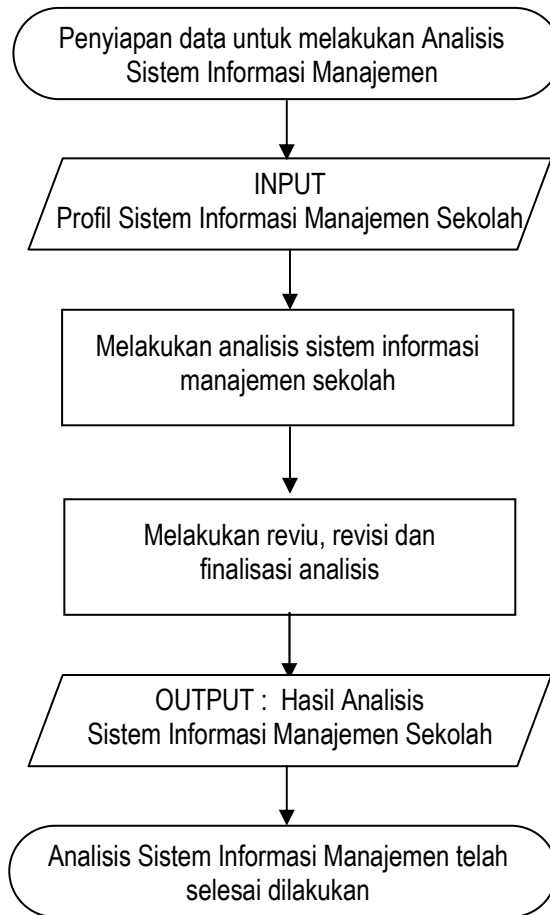 Penyiapan data untuk melakukan Analisis
Sistem Informasi Manajemen
INPUT
Profil Sistem Informasi Manajemen Sekolah
Melakukan analisis sistem informasi
manajemen sekolah
Melakukan reviu, revisi dan
finalisasi analisis
OUTPUT : Hasil Analisis
Sistem Informasi Manajemen Sekolah
Analisis Sistem Informasi Manajemen telah
selesai dilakukan